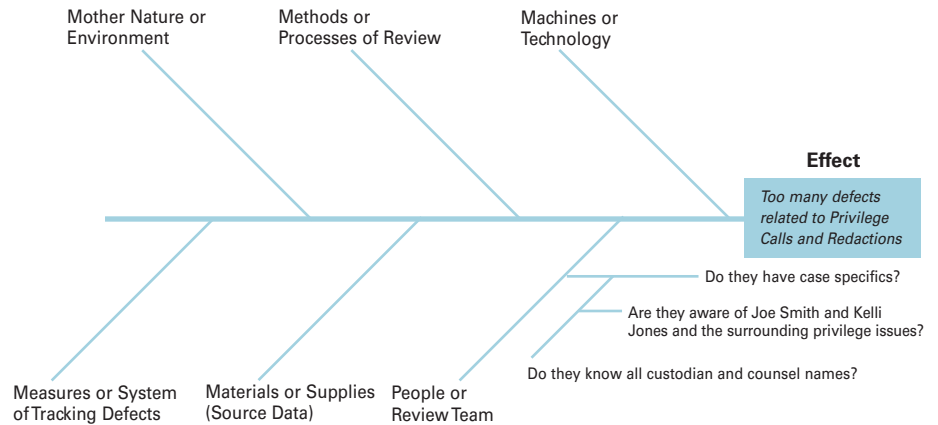 Mother Nature or
Environment
Methods or
Processes of Review
Machines or
Technology
Effect
Too many defects
related to Privilege
Calls and Redactions
Do they have case specifics?
Are they aware of Joe Smith and Kelli
Jones and the surrounding privilege issues?
Do they know all custodian and counsel names?
Measures or System
of Tracking Defects
Materials or Supplies
(Source Data)
People or
Review Team